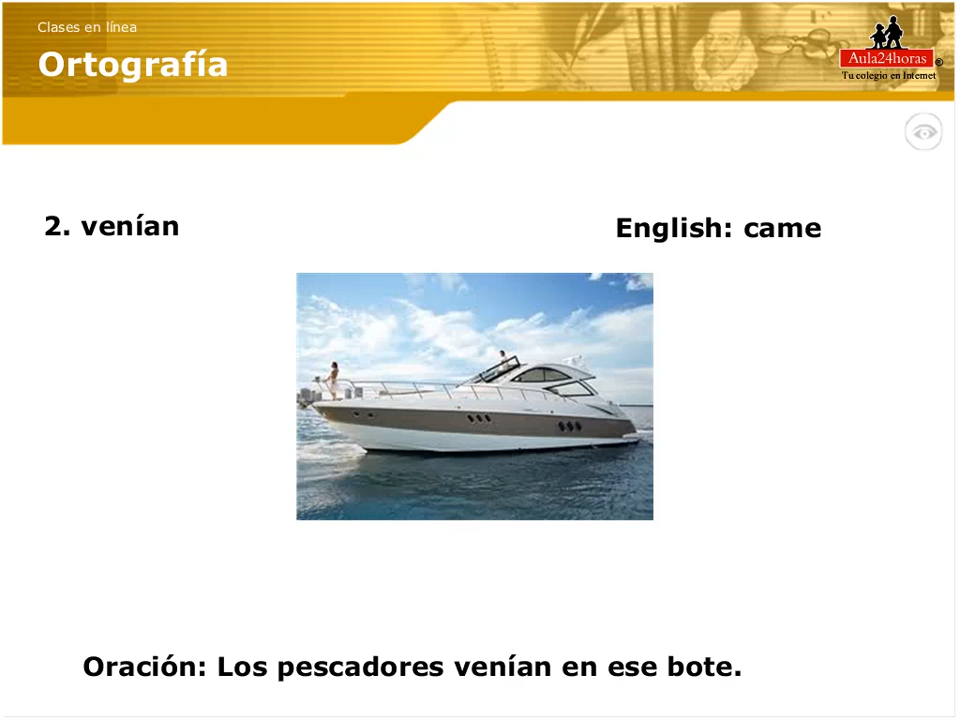 Clases en línea
Ortografía
Aula24horas ®
Tu colegio en Internet
2. venían
English: came
Oración: Los pescadores venían en ese bote.